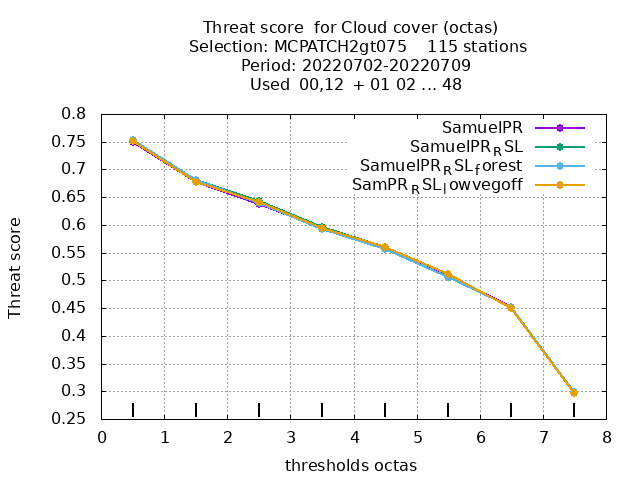 Threat score  for Cloud cover (octas)
Selection: MCPATCH2gt075    115 stations
Period: 20220702-20220709
Used  00,12  + 01 02 ... 48
SamuelPR
SamuelPR_RSL
SamuelPR_RSL_forest
SamPR_RSL_lowvegoff
Threat score
0.8
0.75
0.7
0.65
0.6
0.55
0.5
0.45
0.4
0.35
0.3
0.25
0 1 2 3 4 5 6 7 8
thresholds octas